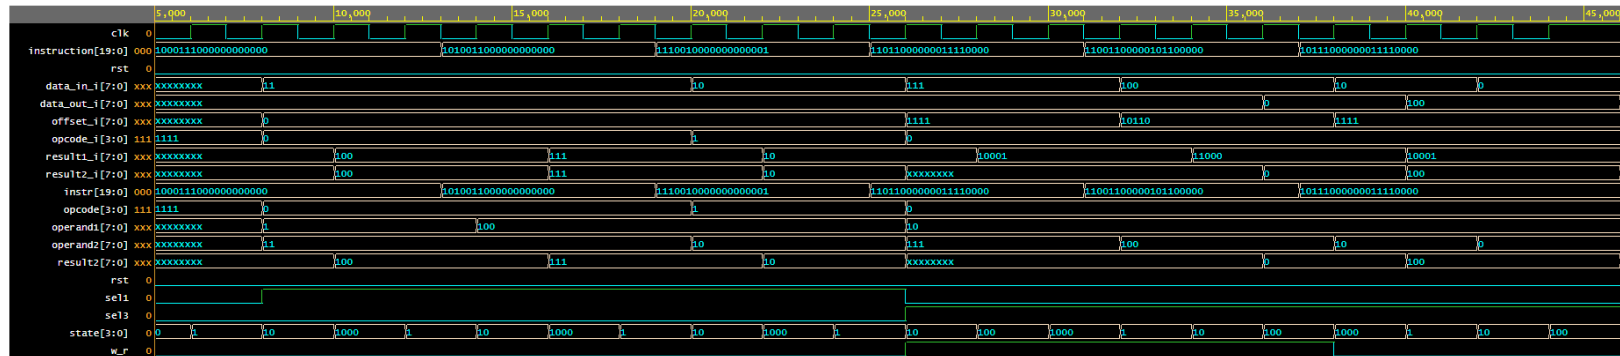 5,000 10,000 15,000 20,000 25,000 30,000 35,000 40,000 45,000
clk 0
instruction[19:0] 000 10001110000000000000 10100110000000000000 11100100000000000001 11011000000011110000 11001100000101100000 10111000000011110000
rst 0
data_in_i[7:0] xxx xxxxxxxx 11 10 111 100 10 0
data_out_i[7:0] xxx xxxxxxxx 0 100
offset_i[7:0] xxx xxxxxxxx 0 1111 10110 1111
opcode_i[3:0] 111 1111 0 1 0
result1_i[7:0] xxx xxxxxxxx 100 111 10 10001 11000 10001
result2_i[7:0] xxx xxxxxxxx 100 111 10 xxxxxxxx 0 100
instr[19:0] 000 10001110000000000000 10100110000000000000 11100100000000000001 11011000000011110000 11001100000101100000 10111000000011110000
opcode[3:0] 111 1111 0 1 0
operand1[7:0] xxx xxxxxxxx 1 100 10
operand2[7:0] xxx xxxxxxxx 11 10 111 100 10 0
result2[7:0] xxx xxxxxxxx 100 111 10 xxxxxxxx 0 100
rst 0
sel1 0
sel3 0
state[3:0] 0 0 1 10 1000 1 10 1000 1 10 1000 1 10 100 1000 1 10 100 1000 1 10 100
w_r 0